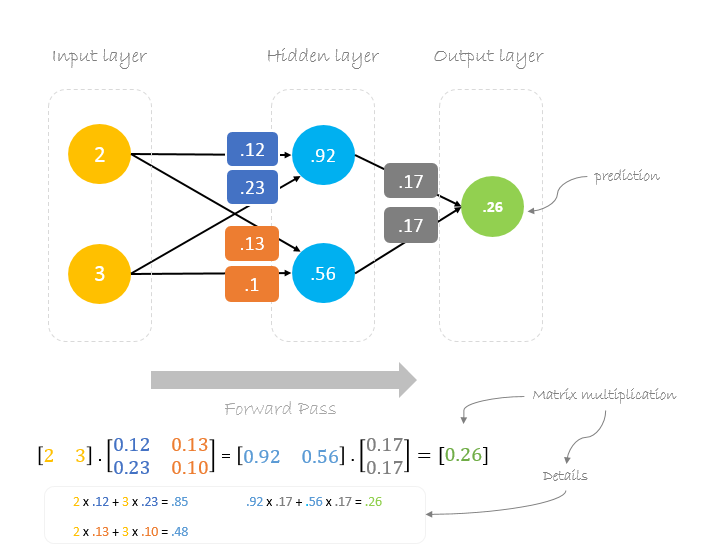 Input layer Hidden layer Output layer
2 .12 .92
.23 .17
.26 prediction
.13 .17
3 .1 .56
Forward Pass
Matrix multiplication
[2 3] . [0.12 0.13
0.23 0.10] = [0.92 0.56] . [0.17
0.17] = [0.26]
Details
2 x .12 + 3 x .23 = .85 .92 x .17 + .56 x .17 = .26
2 x .13 + 3 x .10 = .48